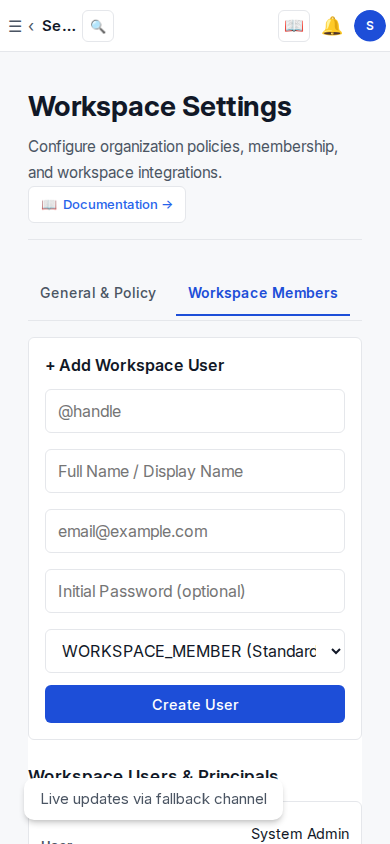 Se...
S
Workspace Settings
Configure organization policies, membership,
and workspace integrations.
Documentation →
General & Policy
Workspace Members
+ Add Workspace User
@handle
Full Name / Display Name
email@example.com
Initial Password (optional)
WORKSPACE_MEMBER (Standard
Create User
Workspace Users & Principals
Live updates via fallback channel
System Admin
User